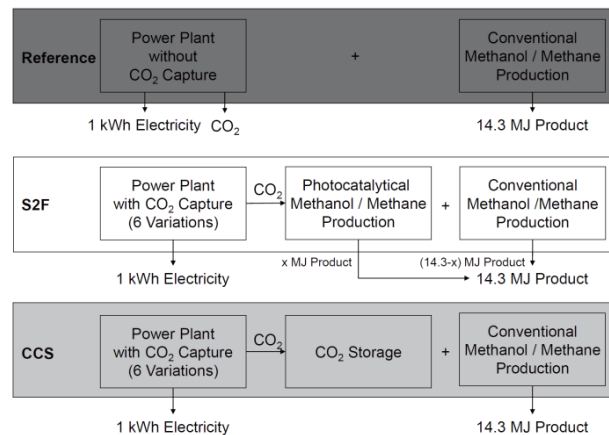 Reference
Power Plant
without
CO₂ Capture
+
Conventional
Methanol / Methane
Production
1 kWh Electricity
CO₂
14.3 MJ Product
S2F
Power Plant
with CO₂ Capture
(6 Variations)
CO₂
Photocatalytical
Methanol / Methane
Production
+
Conventional
Methanol /Methane
Production
x MJ Product
(14.3-x) MJ Product
1 kWh Electricity
14.3 MJ Product
CCS
Power Plant
with CO₂ Capture
(6 Variations)
CO₂
CO₂ Storage
+
Conventional
Methanol / Methane
Production
1 kWh Electricity
14.3 MJ Product